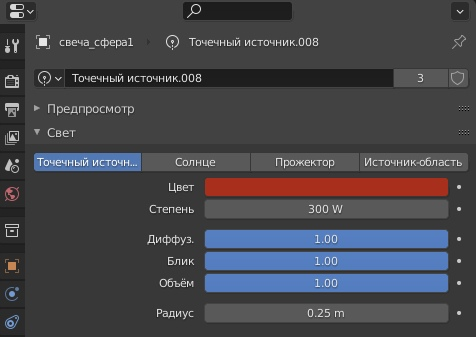 свеча_сфера1 Точечный источник.008
Точечный источник.008 3
Предпросмотр
Свет
Точечный источн... Солнце Прожектор Источник-область
Цвет
Степень 300 W
Диффуз. 1.00
Блик 1.00
Объём 1.00
Радиус 0.25 m